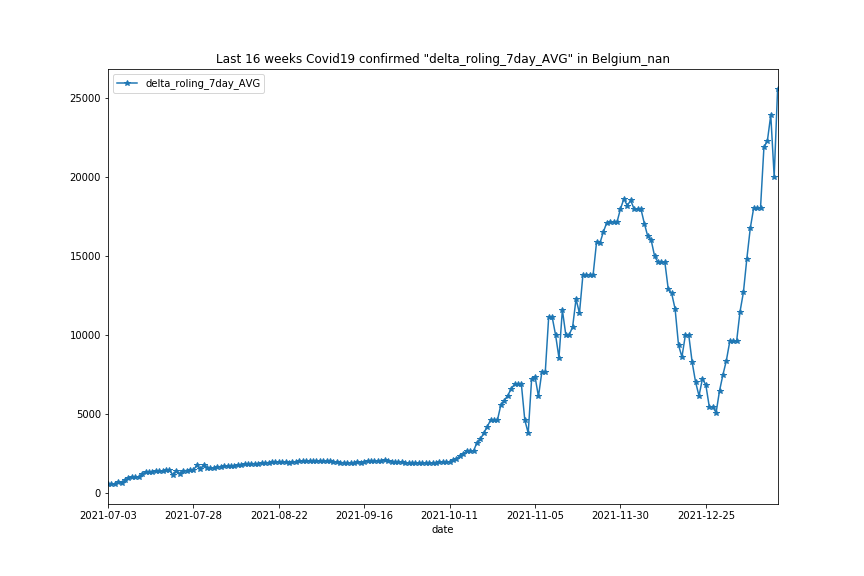 Last 16 weeks Covid19 confirmed "delta_roling_7day_AVG" in Belgium_nan
delta_roling_7day_AVG
25000
20000
15000
10000
5000
0
2021-07-03 2021-07-28 2021-08-22 2021-09-16 2021-10-11 2021-11-05 2021-11-30 2021-12-25
date